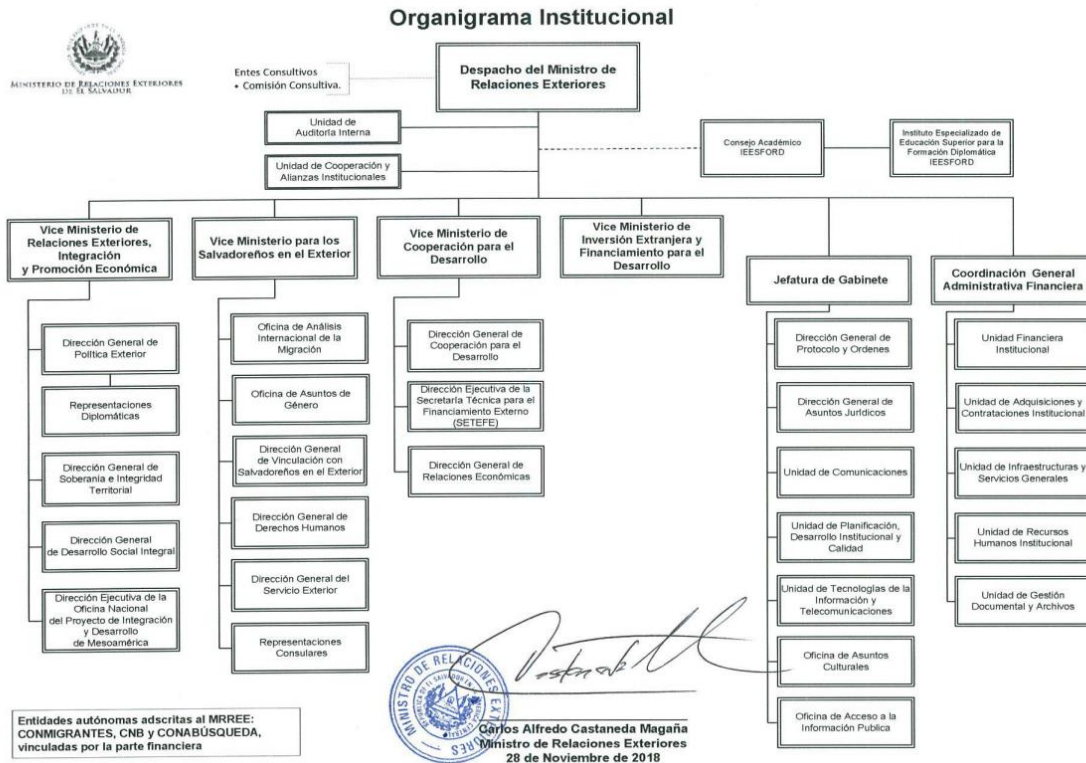 Organigrama Institucional
MINISTERIO DE RELACIONES EXTERIORES
DE EL SALVADOR
Entes Consultivos
• Comisión Consultiva.
Despacho del Ministro de
Relaciones Exteriores
Unidad de
Auditoría Interna
Unidad de Cooperación y
Alianzas Institucionales
Consejo Académico
IEESFORD
Instituto Especializado de
Educación Superior para la
Formación Diplomática
IEESFORD
Vice Ministerio de
Relaciones Exteriores,
Integración
y Promoción Económica
Vice Ministerio para los
Salvadoreños en el Exterior
Vice Ministerio de
Cooperación para el
Desarrollo
Vice Ministerio de
Inversión Extranjera y
Financiamiento para el
Desarrollo
Jefatura de Gabinete
Coordinación General
Administrativa Financiera
Dirección General de
Política Exterior
Representaciones
Diplomáticas
Dirección General de
Soberanía e Integridad
Territorial
Dirección General
de Desarrollo Social Integral
Dirección Ejecutiva de la
Oficina Nacional
del Proyecto de Integración
y Desarrollo
de Mesoamérica
Oficina de Análisis
Internacional de la
Migración
Oficina de Asuntos de
Género
Dirección General
de Vinculación con
Salvadoreños en el Exterior
Dirección General de
Derechos Humanos
Dirección General del
Servicio Exterior
Representaciones
Consulares
Dirección General de
Cooperación para el
Desarrollo
Dirección Ejecutiva de la
Secretaría Técnica para el
Financiamiento Externo
(SETEFE)
Dirección General de
Relaciones Económicas
Dirección General de
Protocolo y Ordenes
Dirección General de
Asuntos Jurídicos
Unidad de Comunicaciones
Unidad de Planificación,
Desarrollo Institucional y
Calidad
Unidad de Tecnologías de la
Información y
Telecomunicaciones
Oficina de Asuntos
Culturales
Oficina de Acceso a la
Información Publica
Unidad Financiera
Institucional
Unidad de Adquisiciones y
Contrataciones Institucional
Unidad de Infraestructuras y
Servicios Generales
Unidad de Recursos
Humanos Institucional
Unidad de Gestión
Documental y Archivos
Entidades autónomas adscritas al MRREE:
CONMIGRANTES, CNB y CONABÚSQUEDA,
vinculadas por la parte financiera
MINISTRO DE RELACIONES EXTERIORES
Carlos Alfredo Castaneda Magaña
Ministro de Relaciones Exteriores
28 de Noviembre de 2018